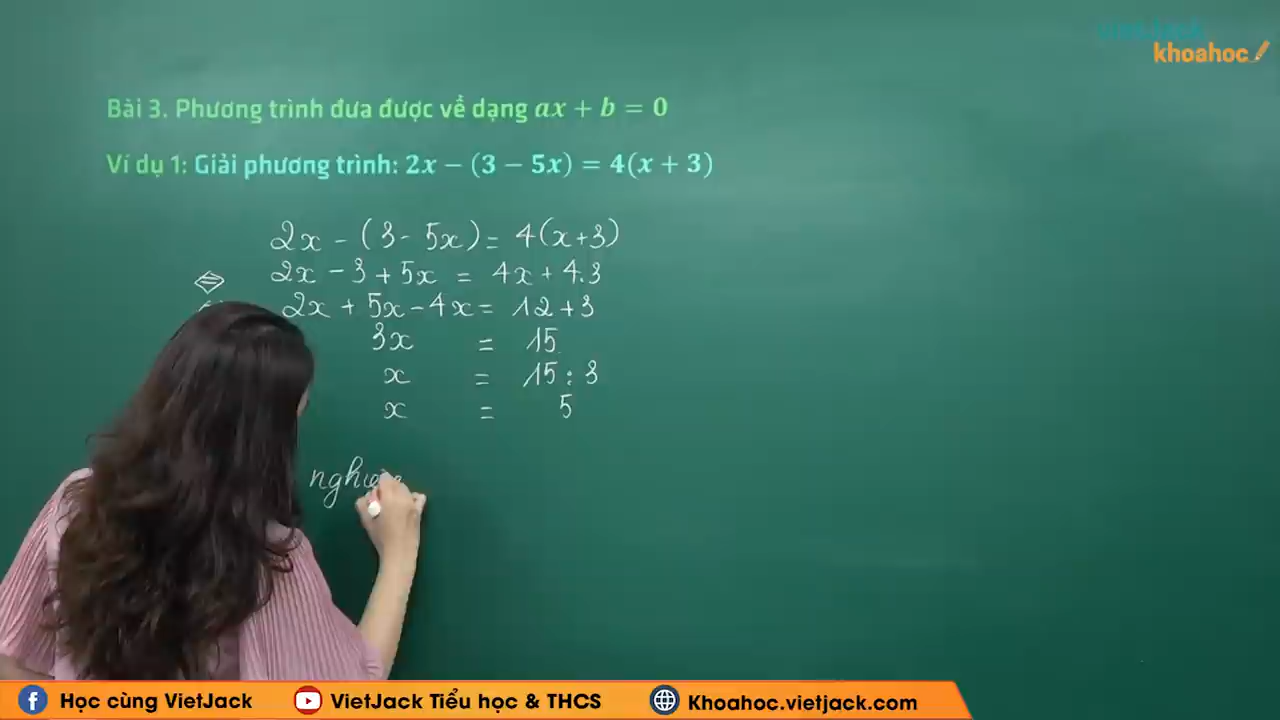 vietJack
khoahoc
Bài 3. Phương trình đưa được về dạng ax + b = 0
Ví dụ 1: Giải phương trình: 2x − (3 − 5x) = 4(x + 3)
2x - (3 - 5x) = 4(x+3)
⇔ 2x - 3 + 5x = 4x + 4.3
2x + 5x - 4x = 12 + 3
3x = 15
x = 15 : 3
x = 5
Học cùng VietJack
VietJack Tiểu học & THCS
Khoahoc.vietjack.com